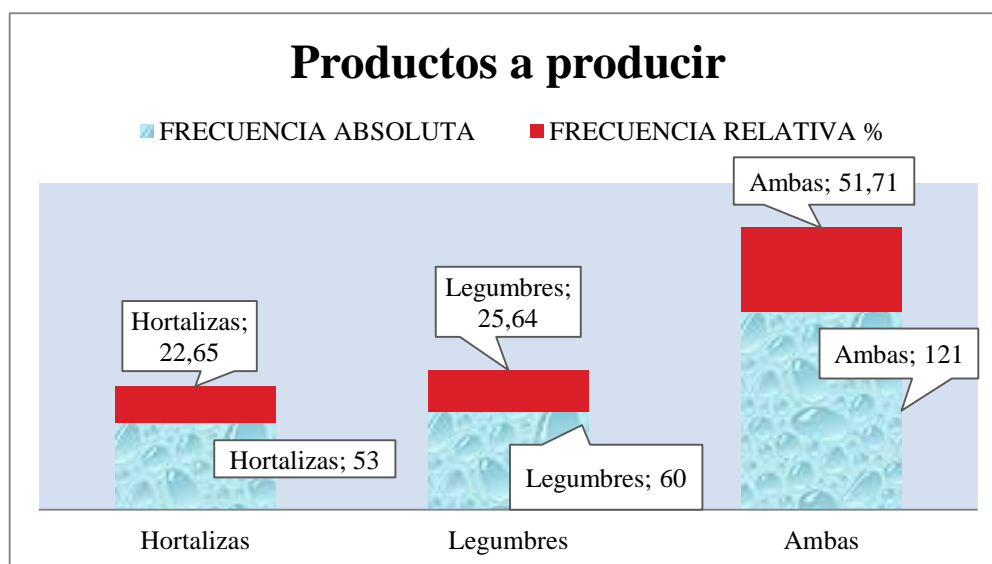 Productos a producir
FRECUENCIA ABSOLUTA
FRECUENCIA RELATIVA %
Ambas; 51,71
Legumbres;
25,64
Hortalizas;
22,65
Ambas; 121
Hortalizas; 53
Legumbres; 60
Hortalizas
Legumbres
Ambas